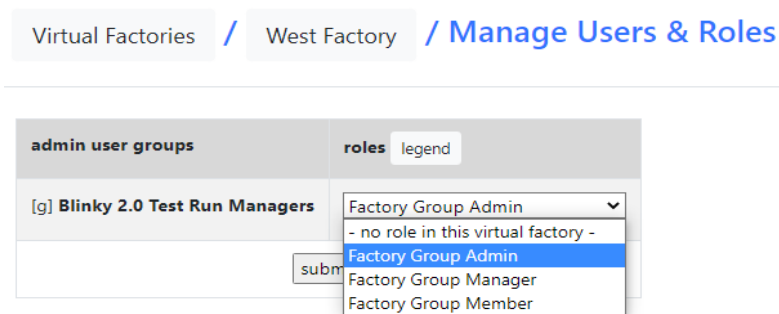 Virtual Factories / West Factory / Manage Users & Roles
admin user groups roles legend
[g] Blinky 2.0 Test Run Managers Factory Group Admin
- no role in this virtual factory -
Factory Group Admin
subm
Factory Group Manager
Factory Group Member